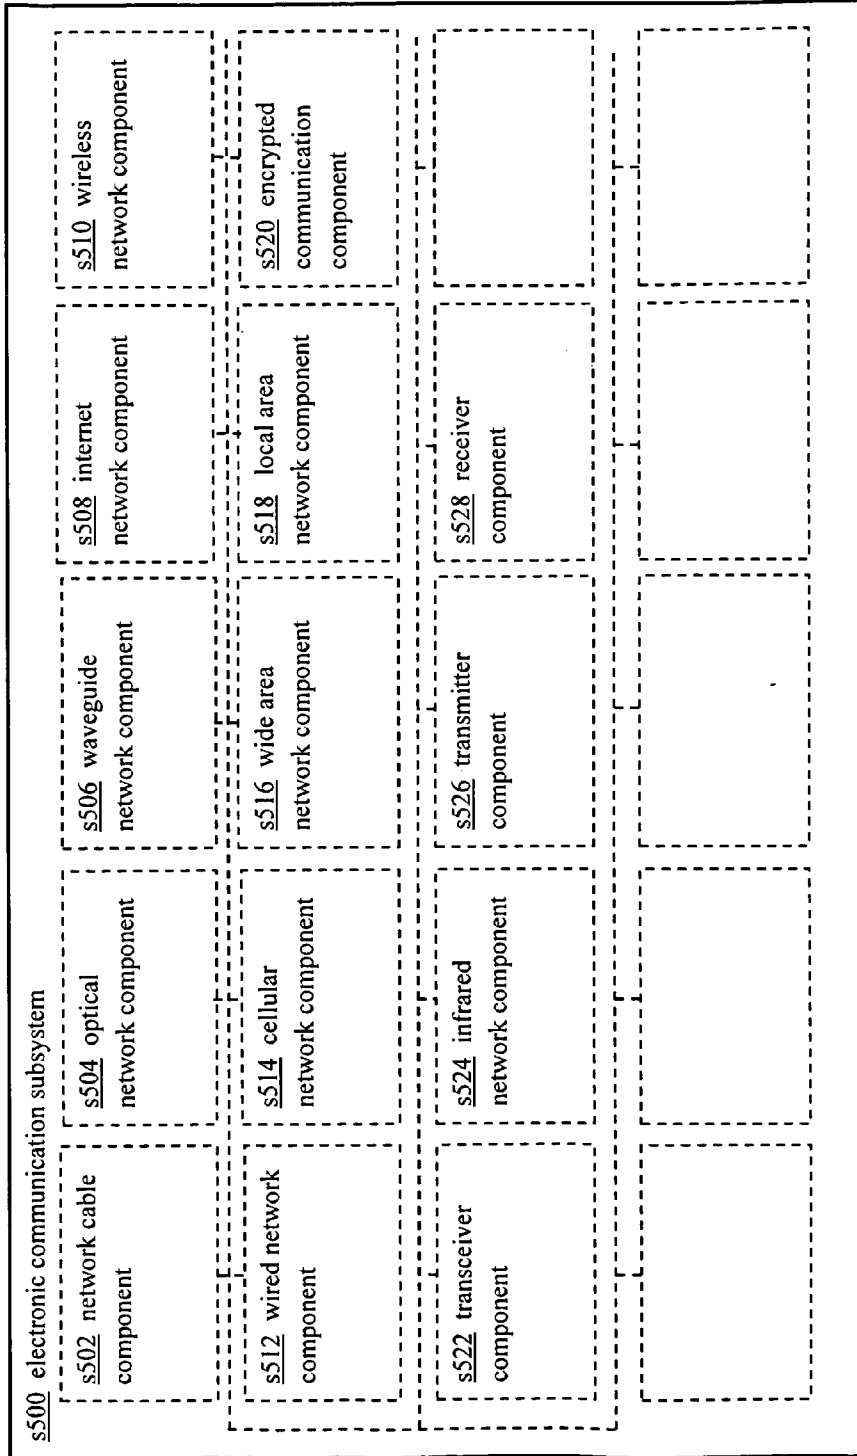 s500 electronic communication subsystem
s502 network cable
component
s504 optical
network component
s506 waveguide
network component
s508 internet
network component
s510 wireless
network component
s512 wired network
component
s514 cellular
network component
s516 wide area
network component
s518 local area
network component
s520 encrypted
communication
component
s522 transceiver
component
s524 infrared
network component
s526 transmitter
component
s528 receiver
component